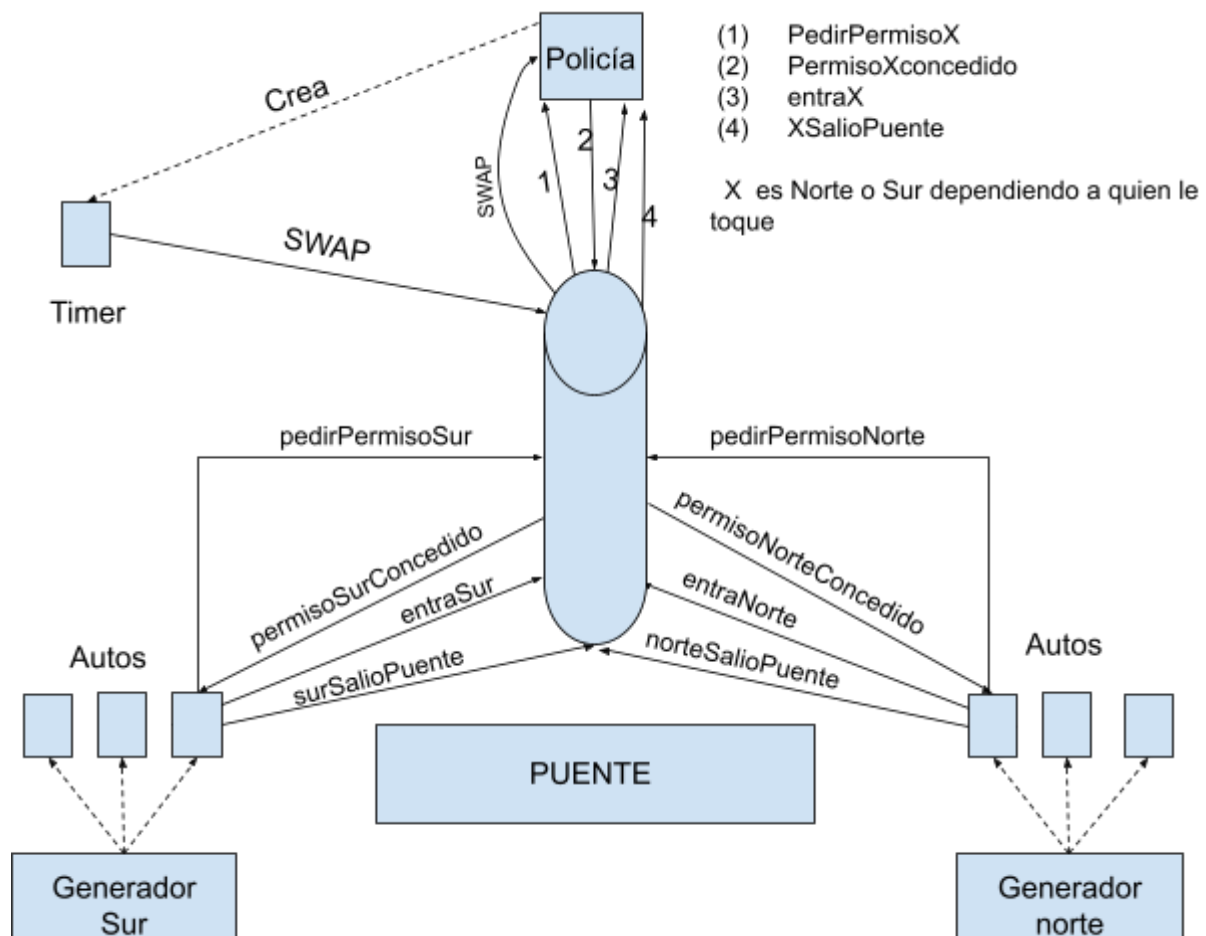 Policía
(1) PedirPermisoX
(2) PermisoXconcedido
(3) entraX
(4) XSalioPuente
X es Norte o Sur dependiendo a quien le
toque
Crea
SWAP
1
2
3
4
SWAP
Timer
pedirPermisoSur
pedirPermisoNorte
permisoSurConcedido
entraSur
surSalioPuente
permisoNorteConcedido
entraNorte
norteSalioPuente
Autos
Autos
PUENTE
Generador
Sur
Generador
norte